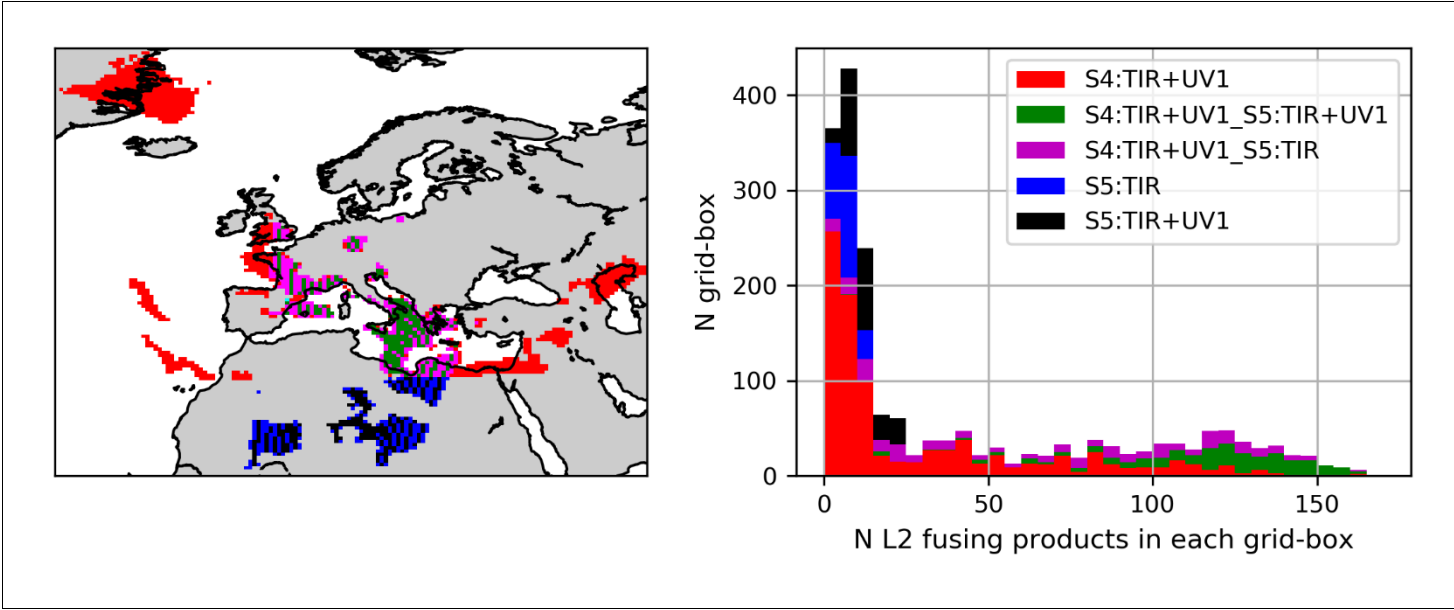 400
300
200
100
0
N grid-box
S4:TIR+UV1
S4:TIR+UV1_S5:TIR+UV1
S4:TIR+UV1_S5:TIR
S5:TIR
S5:TIR+UV1
0
50
100
150
N L2 fusing products in each grid-box